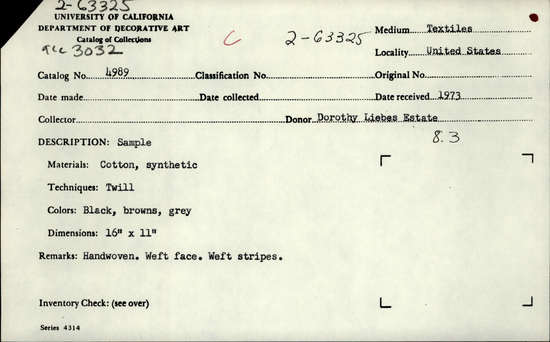 2-63325
UNIVERSITY OF CALIFORNIA
DEPARTMENT OF DECORATIVE ART
Catalog of Collections
acc 3032
C
2-63325
Medium Textiles
Locality United States
Catalog No. 4989 Classification No. Original No.
Date made Date collected Date received 1973
Collector Donor Dorothy Liebes Estate
8.3
DESCRIPTION: Sample
Materials: Cotton, synthetic
Techniques: Twill
Colors: Black, browns, grey
Dimensions: 16" x 11"
Remarks: Handwoven. Weft face. Weft stripes.
Inventory Check: (see over)
Series 4314